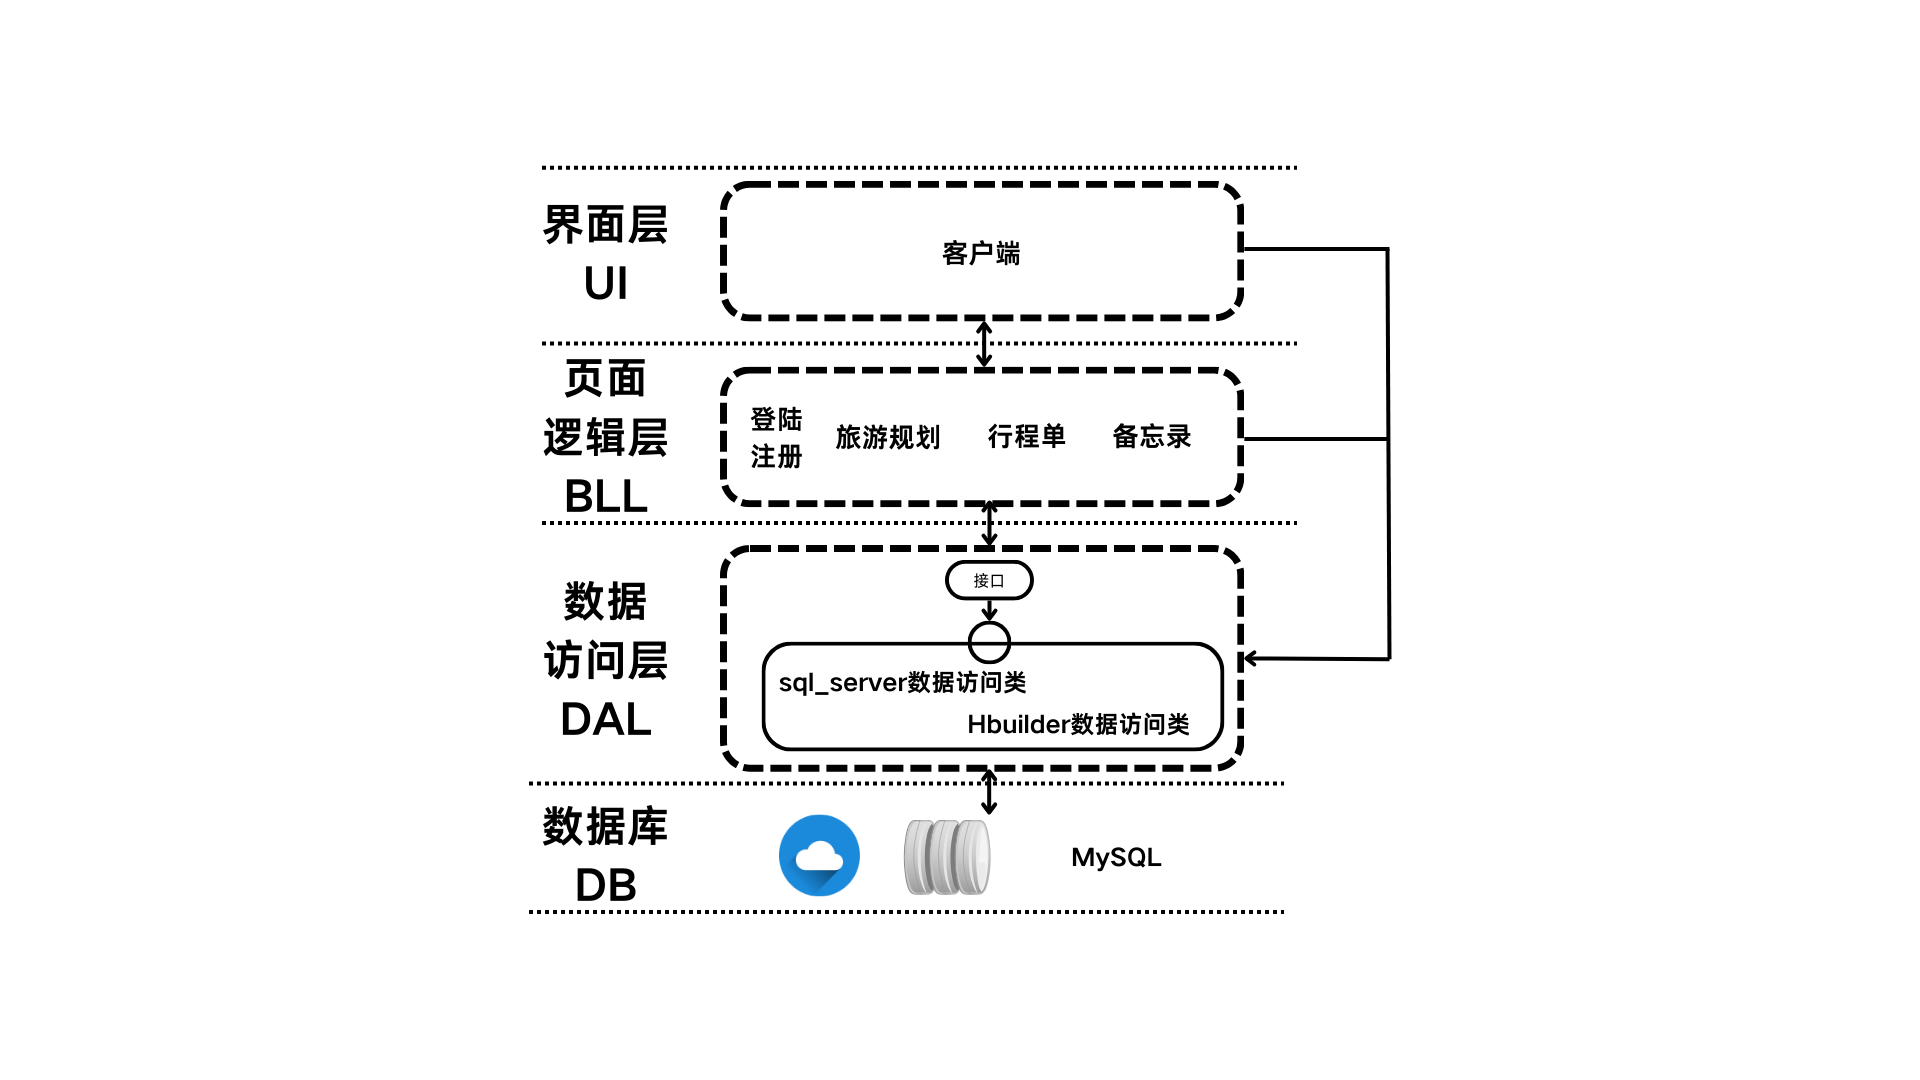 界面层
UI
客户端
页面
逻辑层
BLL
登陆
注册
旅游规划
行程单
备忘录
数据
访问层
DAL
接口
sql_server数据访问类
Hbuilder数据访问类
数据库
DB
MySQL